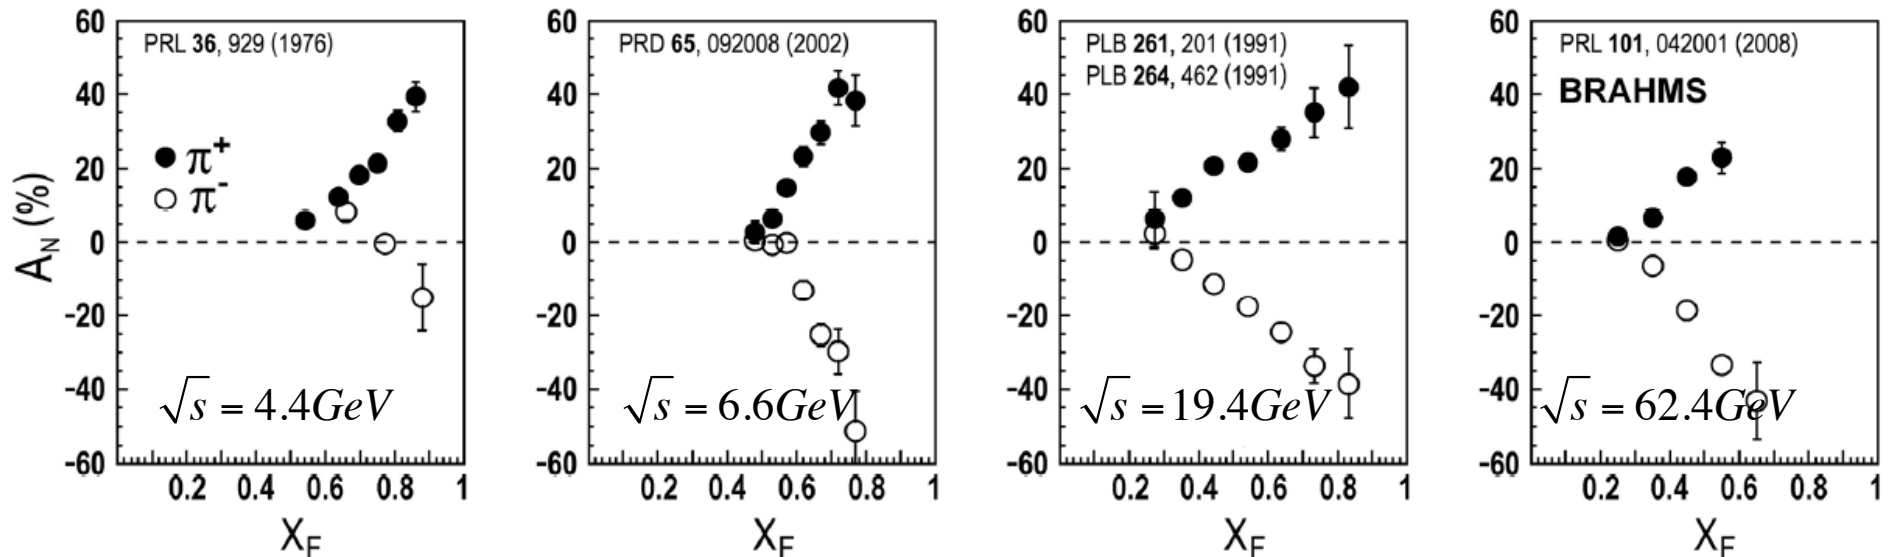 PRL 36, 929 (1976)
PRD 65, 092008 (2002)
PLB 261, 201 (1991)
PLB 264, 462 (1991)
PRL 101, 042001 (2008)
BRAHMS
A_N (%)
60
40
20
0
−20
−40
−60
π+
π-
√s = 4.4GeV
0.2 0.4 0.6 0.8 1
X_F
60
40
20
0
−20
−40
−60
√s = 6.6GeV
0.2 0.4 0.6 0.8 1
X_F
60
40
20
0
−20
−40
−60
√s = 19.4GeV
0.2 0.4 0.6 0.8 1
X_F
60
40
20
0
−20
−40
−60
√s = 62.4GeV
0.2 0.4 0.6 0.8 1
X_F